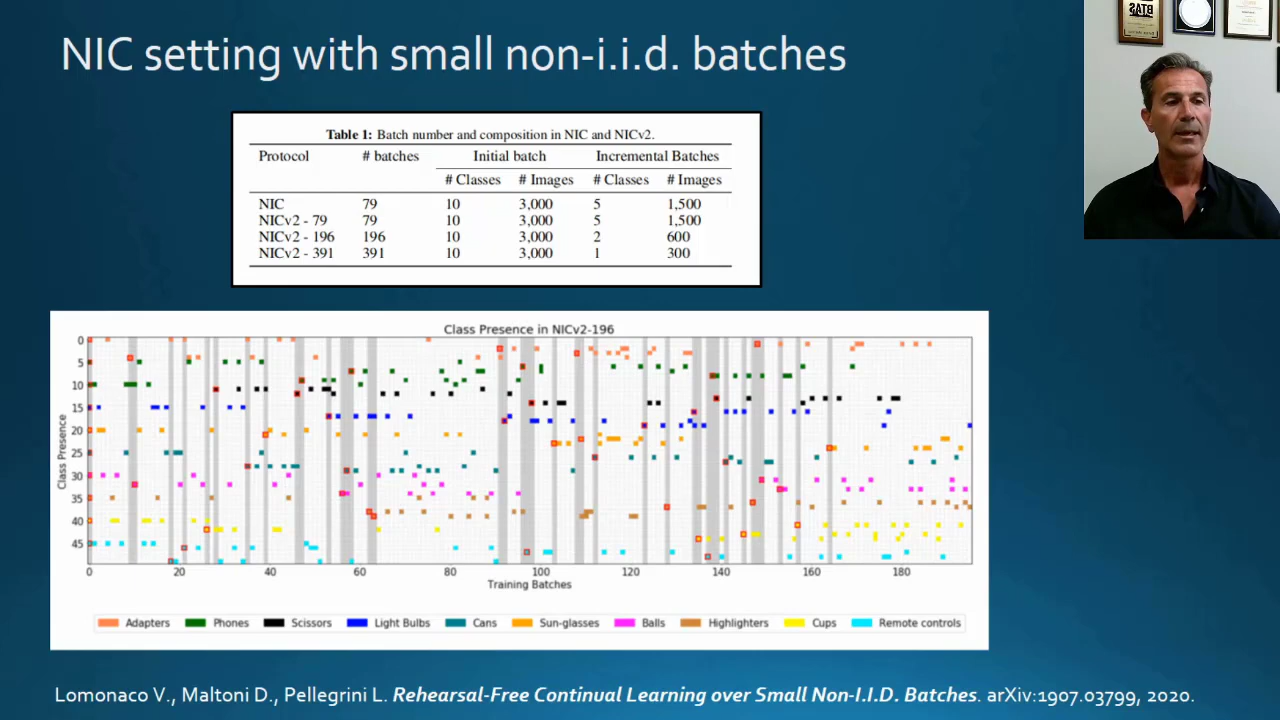 NIC setting with small non-i.i.d. batches
Table 1: Batch number and composition in NIC and NICv2.
Protocol # batches Initial batch Incremental Batches
# Classes # Images # Classes # Images
NIC 79 10 3,000 5 1,500
NICv2 - 79 79 10 3,000 5 1,500
NICv2 - 196 196 10 3,000 2 600
NICv2 - 391 391 10 3,000 1 300
Class Presence in NICv2-196
Class Presence
0
5
10
15
20
25
30
35
40
45
0 20 40 60 80 100 120 140 160 180
Training Batches
Adapters Phones Scissors Light Bulbs Cans Sun-glasses Balls Highlighters Cups Remote controls
Lomonaco V., Maltoni D., Pellegrini L. Rehearsal-Free Continual Learning over Small Non-I.I.D. Batches. arXiv:1907.03799, 2020.